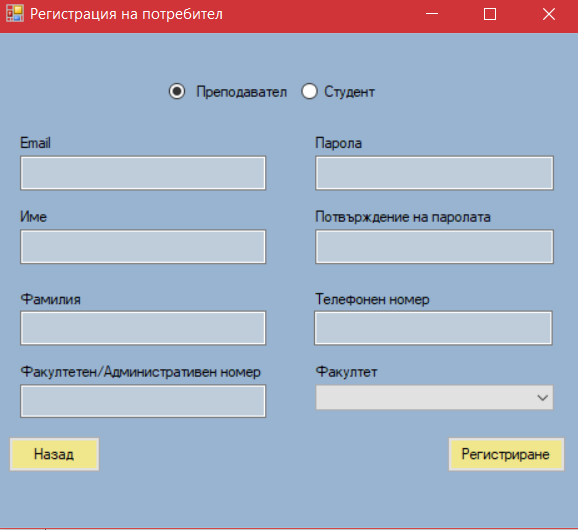 Регистрация на потребител
Преподавател Студент
Email Парола
Име Потвърждение на паролата
Фамилия Телефонен номер
Факултетен/Административен номер Факултет
Назад Регистриране